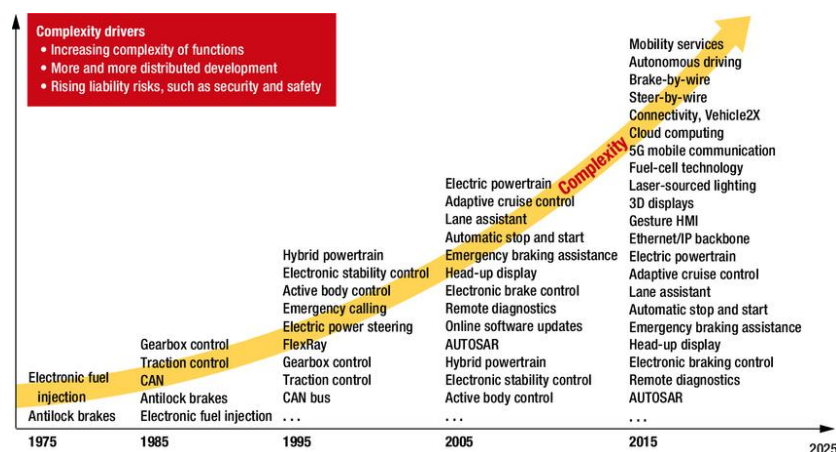 Complexity drivers
• Increasing complexity of functions
• More and more distributed development
• Rising liability risks, such as security and safety
Complexity
Electronic fuel
injection
Antilock brakes
1975
Gearbox control
Traction control
CAN
Antilock brakes
Electronic fuel injection
1985
Hybrid powertrain
Electronic stability control
Active body control
Emergency calling
Electric power steering
FlexRay
Gearbox control
Traction control
CAN bus
. . .
1995
Electric powertrain
Adaptive cruise control
Lane assistant
Automatic stop and start
Emergency braking assistance
Head-up display
Electronic brake control
Remote diagnostics
Online software updates
AUTOSAR
Hybrid powertrain
Electronic stability control
Active body control
. . .
2005
Mobility services
Autonomous driving
Brake-by-wire
Steer-by-wire
Connectivity, Vehicle2X
Cloud computing
5G mobile communication
Fuel-cell technology
Laser-sourced lighting
3D displays
Gesture HMI
Ethernet/IP backbone
Electric powertrain
Adaptive cruise control
Lane assistant
Automatic stop and start
Emergency braking assistance
Head-up display
Electronic braking control
Remote diagnostics
AUTOSAR
. . .
2015
2025